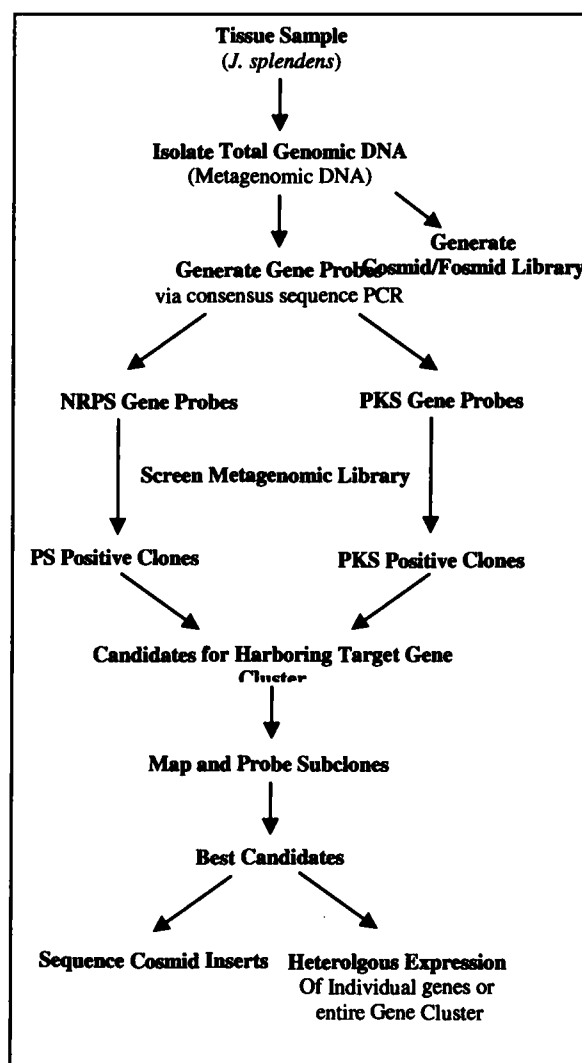 Tissue Sample
(J. splendens)
Isolate Total Genomic DNA
(Metagenomic DNA)
Generate
Cosmid/Fosmid Library
Generate Gene Probes
via consensus sequence PCR
NRPS Gene Probes
PKS Gene Probes
Screen Metagenomic Library
PS Positive Clones
PKS Positive Clones
Candidates for Harboring Target Gene
Cluster
Map and Probe Subclones
Best Candidates
Sequence Cosmid Inserts
Heterolgous Expression
Of Individual genes or
entire Gene Cluster